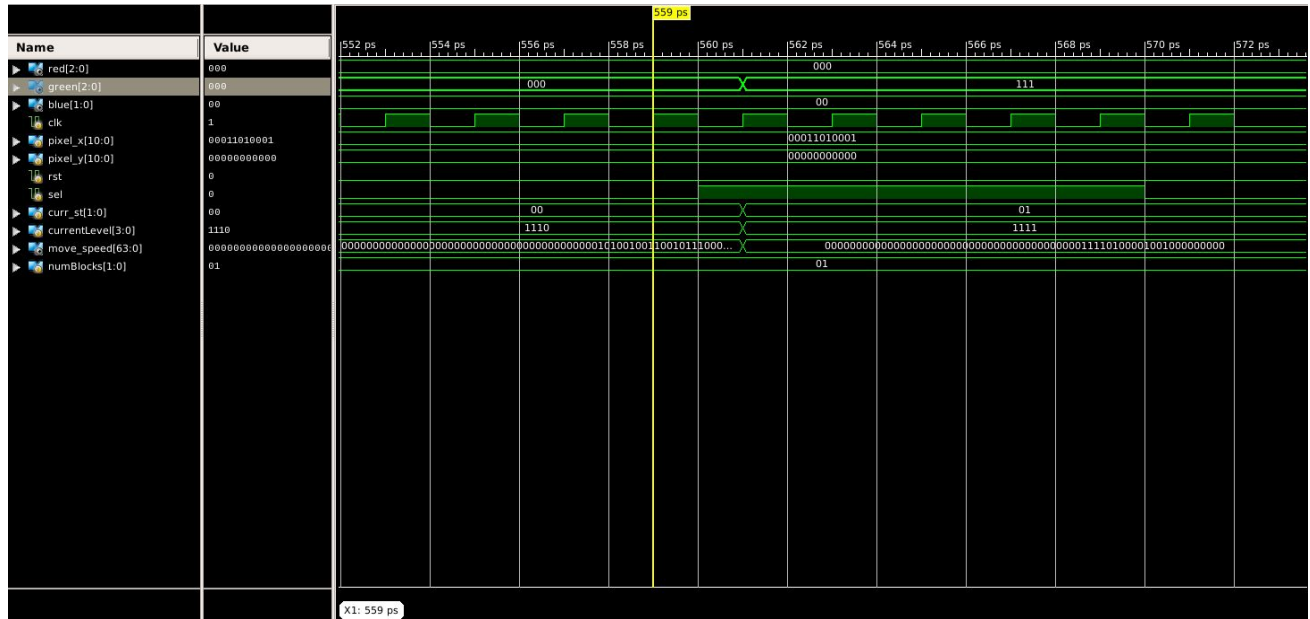 559 ps
Name Value 552 ps 554 ps 556 ps 558 ps 560 ps 562 ps 564 ps 566 ps 568 ps 570 ps 572 ps
red[2:0] 000 000
green[2:0] 000 000 111
blue[1:0] 00 00
clk 1
pixel_x[10:0] 00011010001 00011010001
pixel_y[10:0] 00000000000 00000000000
rst 0
sel 0
curr_st[1:0] 00 00 01
currentLevel[3:0] 1110 1110 1111
move_speed[63:0]
numBlocks[1:0] 01 01
X1: 559 ps